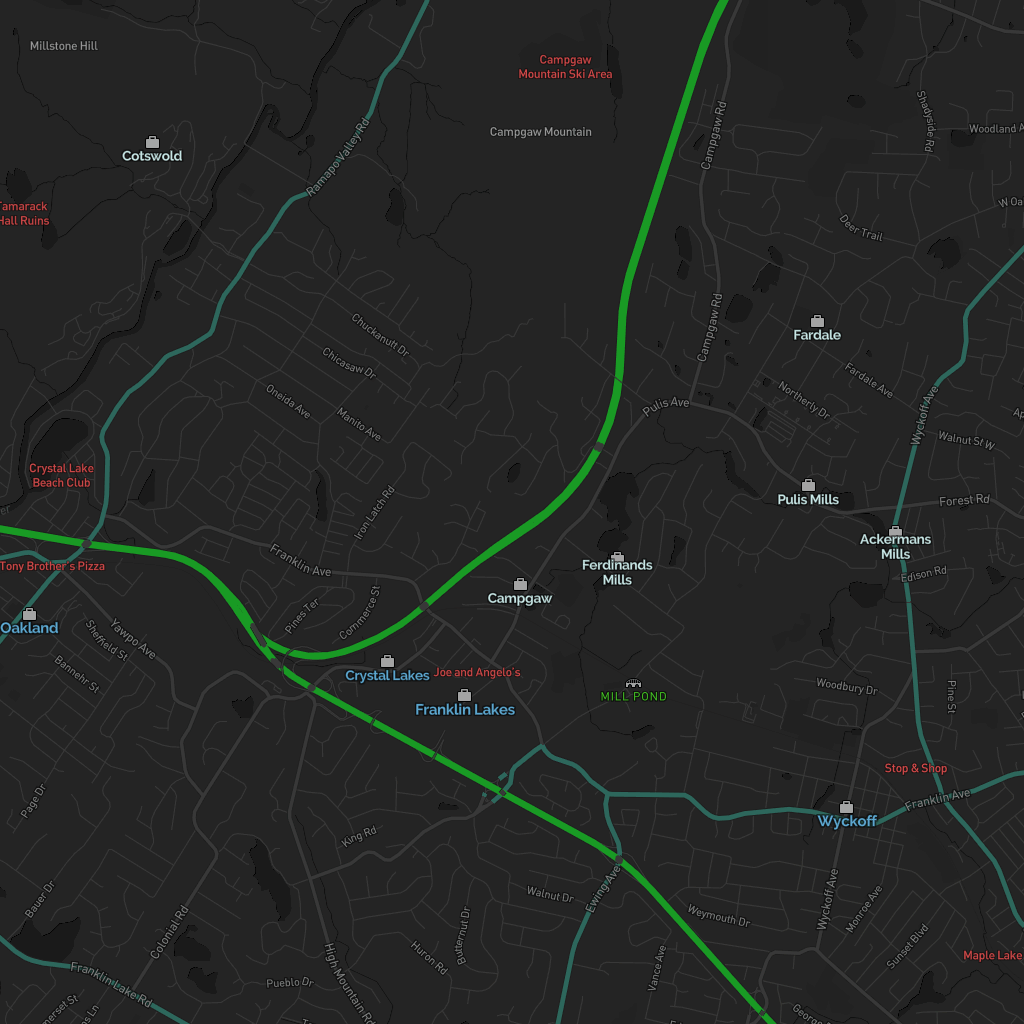 Millstone Hill
Campgaw
Mountain Ski Area
Campgaw Mountain
Cotswold
Ramapo Valley Rd
Campgaw Rd
Shadyside Rd
Woodland A
Tamarack
Hall Ruins
W Oa
Deer Trail
Chuckanutt Dr
Chicasaw Dr
Oneida Ave
Manito Ave
Campgaw Rd
Fardale
Fardale Ave
Northerly Dr
Pulis Ave
Wyckoff Ave
Walnut St W
Ap
Crystal Lake
Beach Club
Iron Latch Rd
Pulis Mills
Forest Rd
er
Franklin Ave
Ackermans
Mills
Edison Rd
Tony Brother's Pizza
Ferdinands
Mills
Campgaw
Pines Ter
Commerce St
Oakland
Sheffield St
Yawpo Ave
Bannehr St
Crystal Lakes
Joe and Angelo's
Franklin Lakes
MILL POND
Woodbury Dr
Pine St
Stop & Shop
Franklin Ave
Wyckoff
Page Dr
King Rd
Bauer Dr
Colonial Rd
Walnut Dr
Ewing Ave
Weymouth Dr
Wyckoff Ave
Monroe Ave
Sunset Blvd
Butternut Dr
Huron Rd
High Mountain Rd
Vance Ave
Maple Lake
Franklin Lake Rd
Pueblo Dr
merset St
s Ln
George